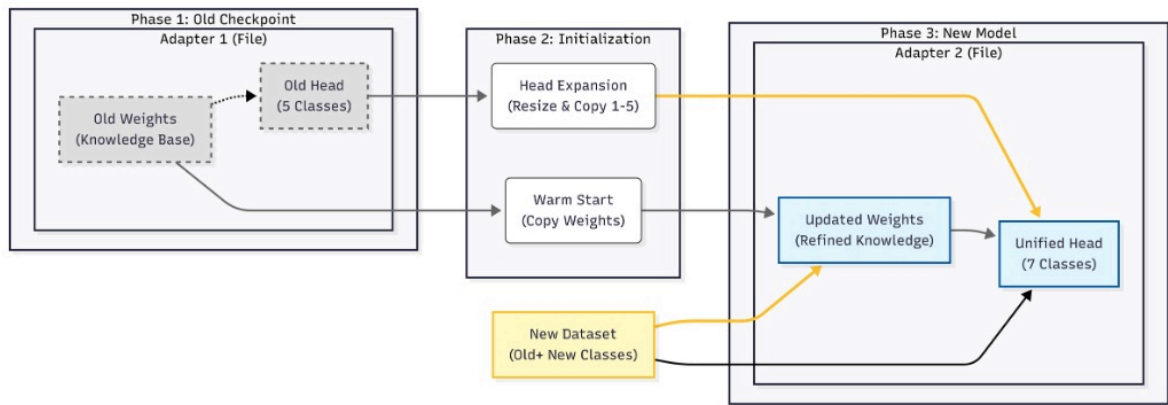 Phase 1: Old Checkpoint
Adapter 1 (File)
Old Head
(5 Classes)
Old Weights
(Knowledge Base)
Phase 2: Initialization
Head Expansion
(Resize & Copy 1-5)
Warm Start
(Copy Weights)
New Dataset
(Old+ New Classes)
Phase 3: New Model
Adapter 2 (File)
Updated Weights
(Refined Knowledge)
Unified Head
(7 Classes)